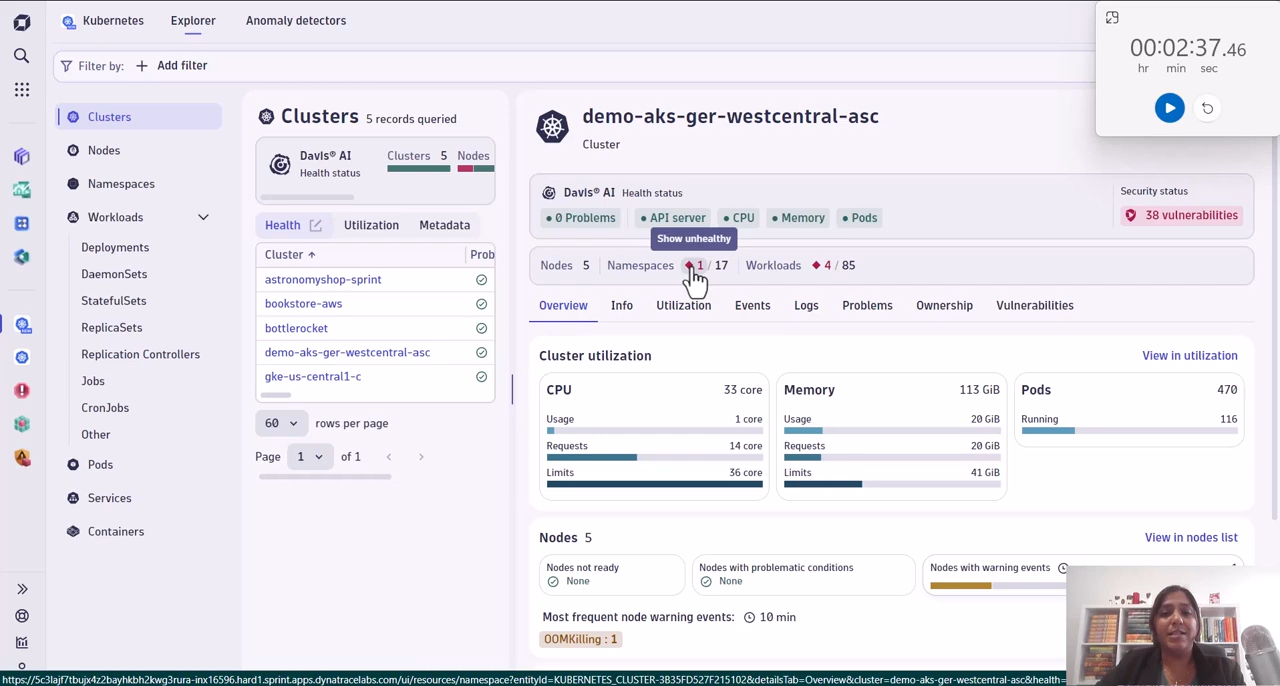 Kubernetes
Explorer
Anomaly detectors
Filter by:
Add filter
00:02:37.46
hr min sec
Clusters
Nodes
Namespaces
Workloads
Deployments
DaemonSets
StatefulSets
ReplicaSets
Replication Controllers
Jobs
CronJobs
Other
Pods
Services
Containers
Clusters 5 records queried
Davis® AI
Health status
Clusters 5
Nodes
Health
Utilization
Metadata
Cluster
Prob
astronomyshop-sprint
bookstore-aws
bottlerocket
demo-aks-ger-westcentral-asc
gke-us-central1-c
60 rows per page
Page 1 of 1
demo-aks-ger-westcentral-asc
Cluster
Davis® AI Health status
0 Problems
API server
CPU
Memory
Pods
Security status
38 vulnerabilities
Show unhealthy
Nodes 5
Namespaces 1 / 17
Workloads 4 / 85
Overview
Info
Utilization
Events
Logs
Problems
Ownership
Vulnerabilities
Cluster utilization
View in utilization
CPU 33 core
Usage 1 core
Requests 14 core
Limits 36 core
Memory 113 GiB
Usage 20 GiB
Requests 20 GiB
Limits 41 GiB
Pods 470
Running 116
Nodes 5
View in nodes list
Nodes not ready
None
Nodes with problematic conditions
None
Nodes with warning events
Most frequent node warning events: 10 min
OOMKilling : 1